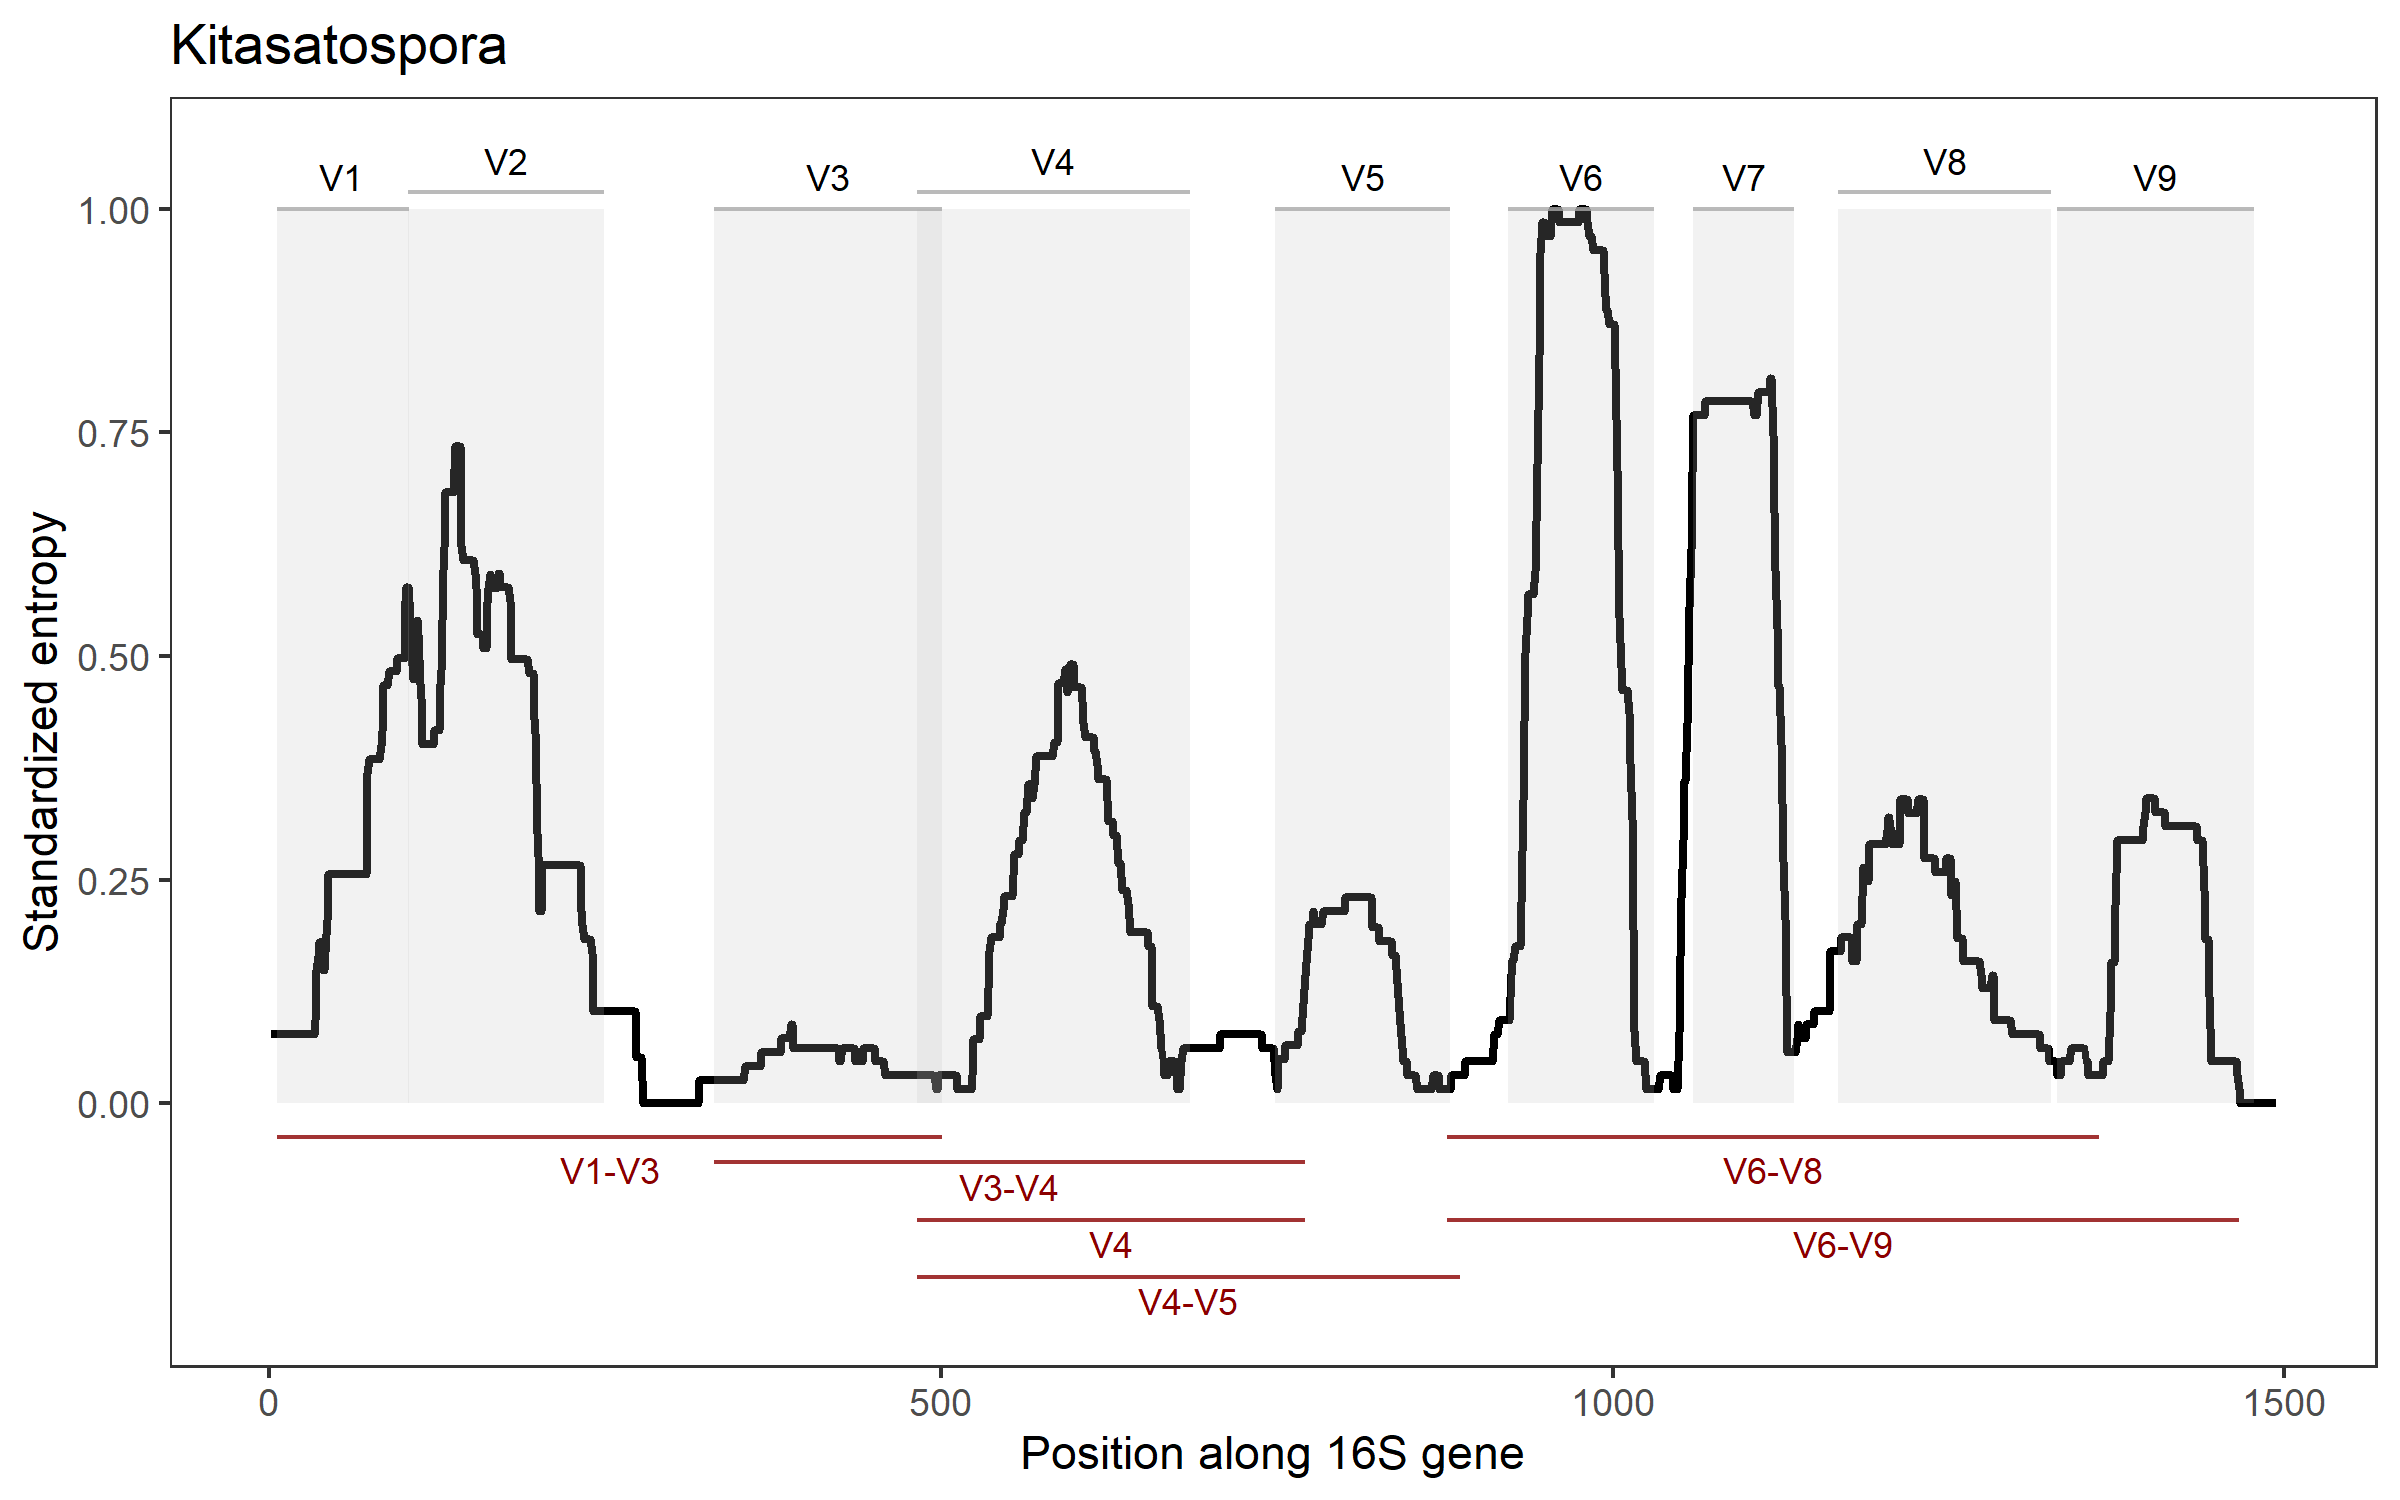 Kitasatospora
V1
V2
V3
V4
V5
V6
V7
V8
V9
1.00
0.75
0.50
0.25
0.00
Standardized entropy
V1-V3
V3-V4
V4
V4-V5
V6-V8
V6-V9
0
500
1000
1500
Position along 16S gene